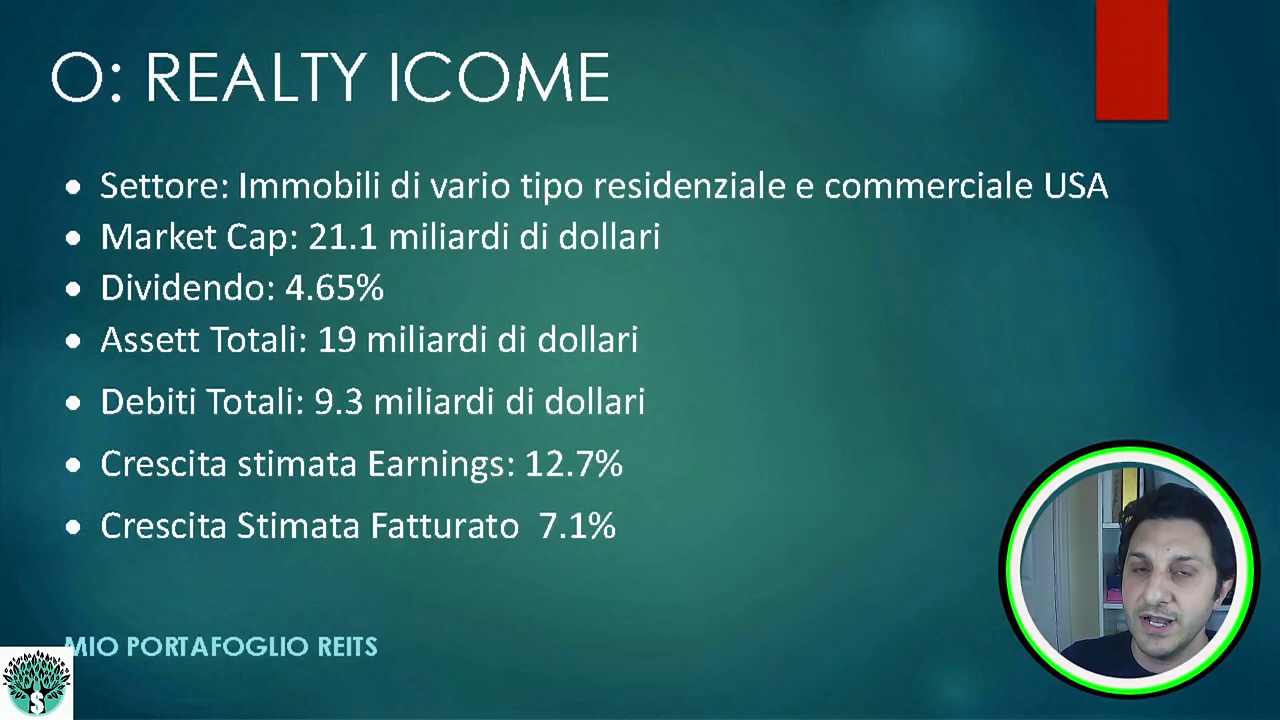 O: REALTY ICOME
• Settore: Immobili di vario tipo residenziale e commerciale USA
• Market Cap: 21.1 miliardi di dollari
• Dividendo: 4.65%
• Assett Totali: 19 miliardi di dollari
• Debiti Totali: 9.3 miliardi di dollari
• Crescita stimata Earnings: 12.7%
• Crescita Stimata Fatturato 7.1%
MIO PORTAFOGLIO REITS
$